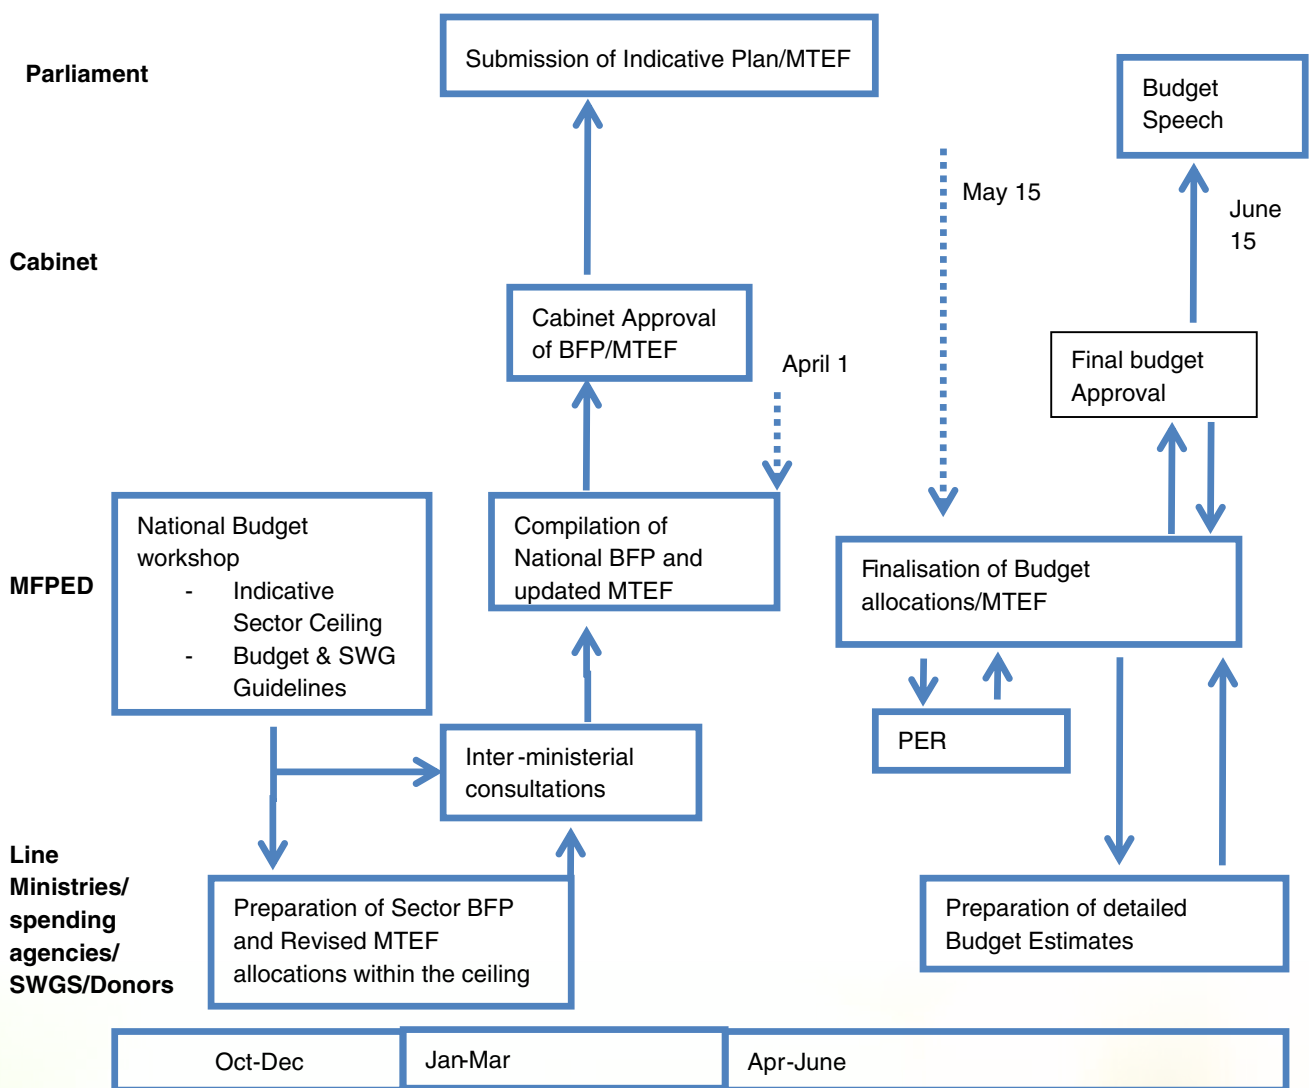 Parliament
Submission of Indicative Plan/MTEF
Budget
Speech
May 15
June
15
Cabinet
Cabinet Approval
of BFP/MTEF
April 1
Final budget
Approval
MFPED
National Budget
workshop
- Indicative
Sector Ceiling
- Budget & SWG
Guidelines
Compilation of
National BFP and
updated MTEF
Finalisation of Budget
allocations/MTEF
PER
Inter-ministerial
consultations
Line
Ministries/
spending
agencies/
SWGS/Donors
Preparation of Sector BFP
and Revised MTEF
allocations within the ceiling
Preparation of detailed
Budget Estimates
Oct-Dec
Jan-Mar
Apr-June